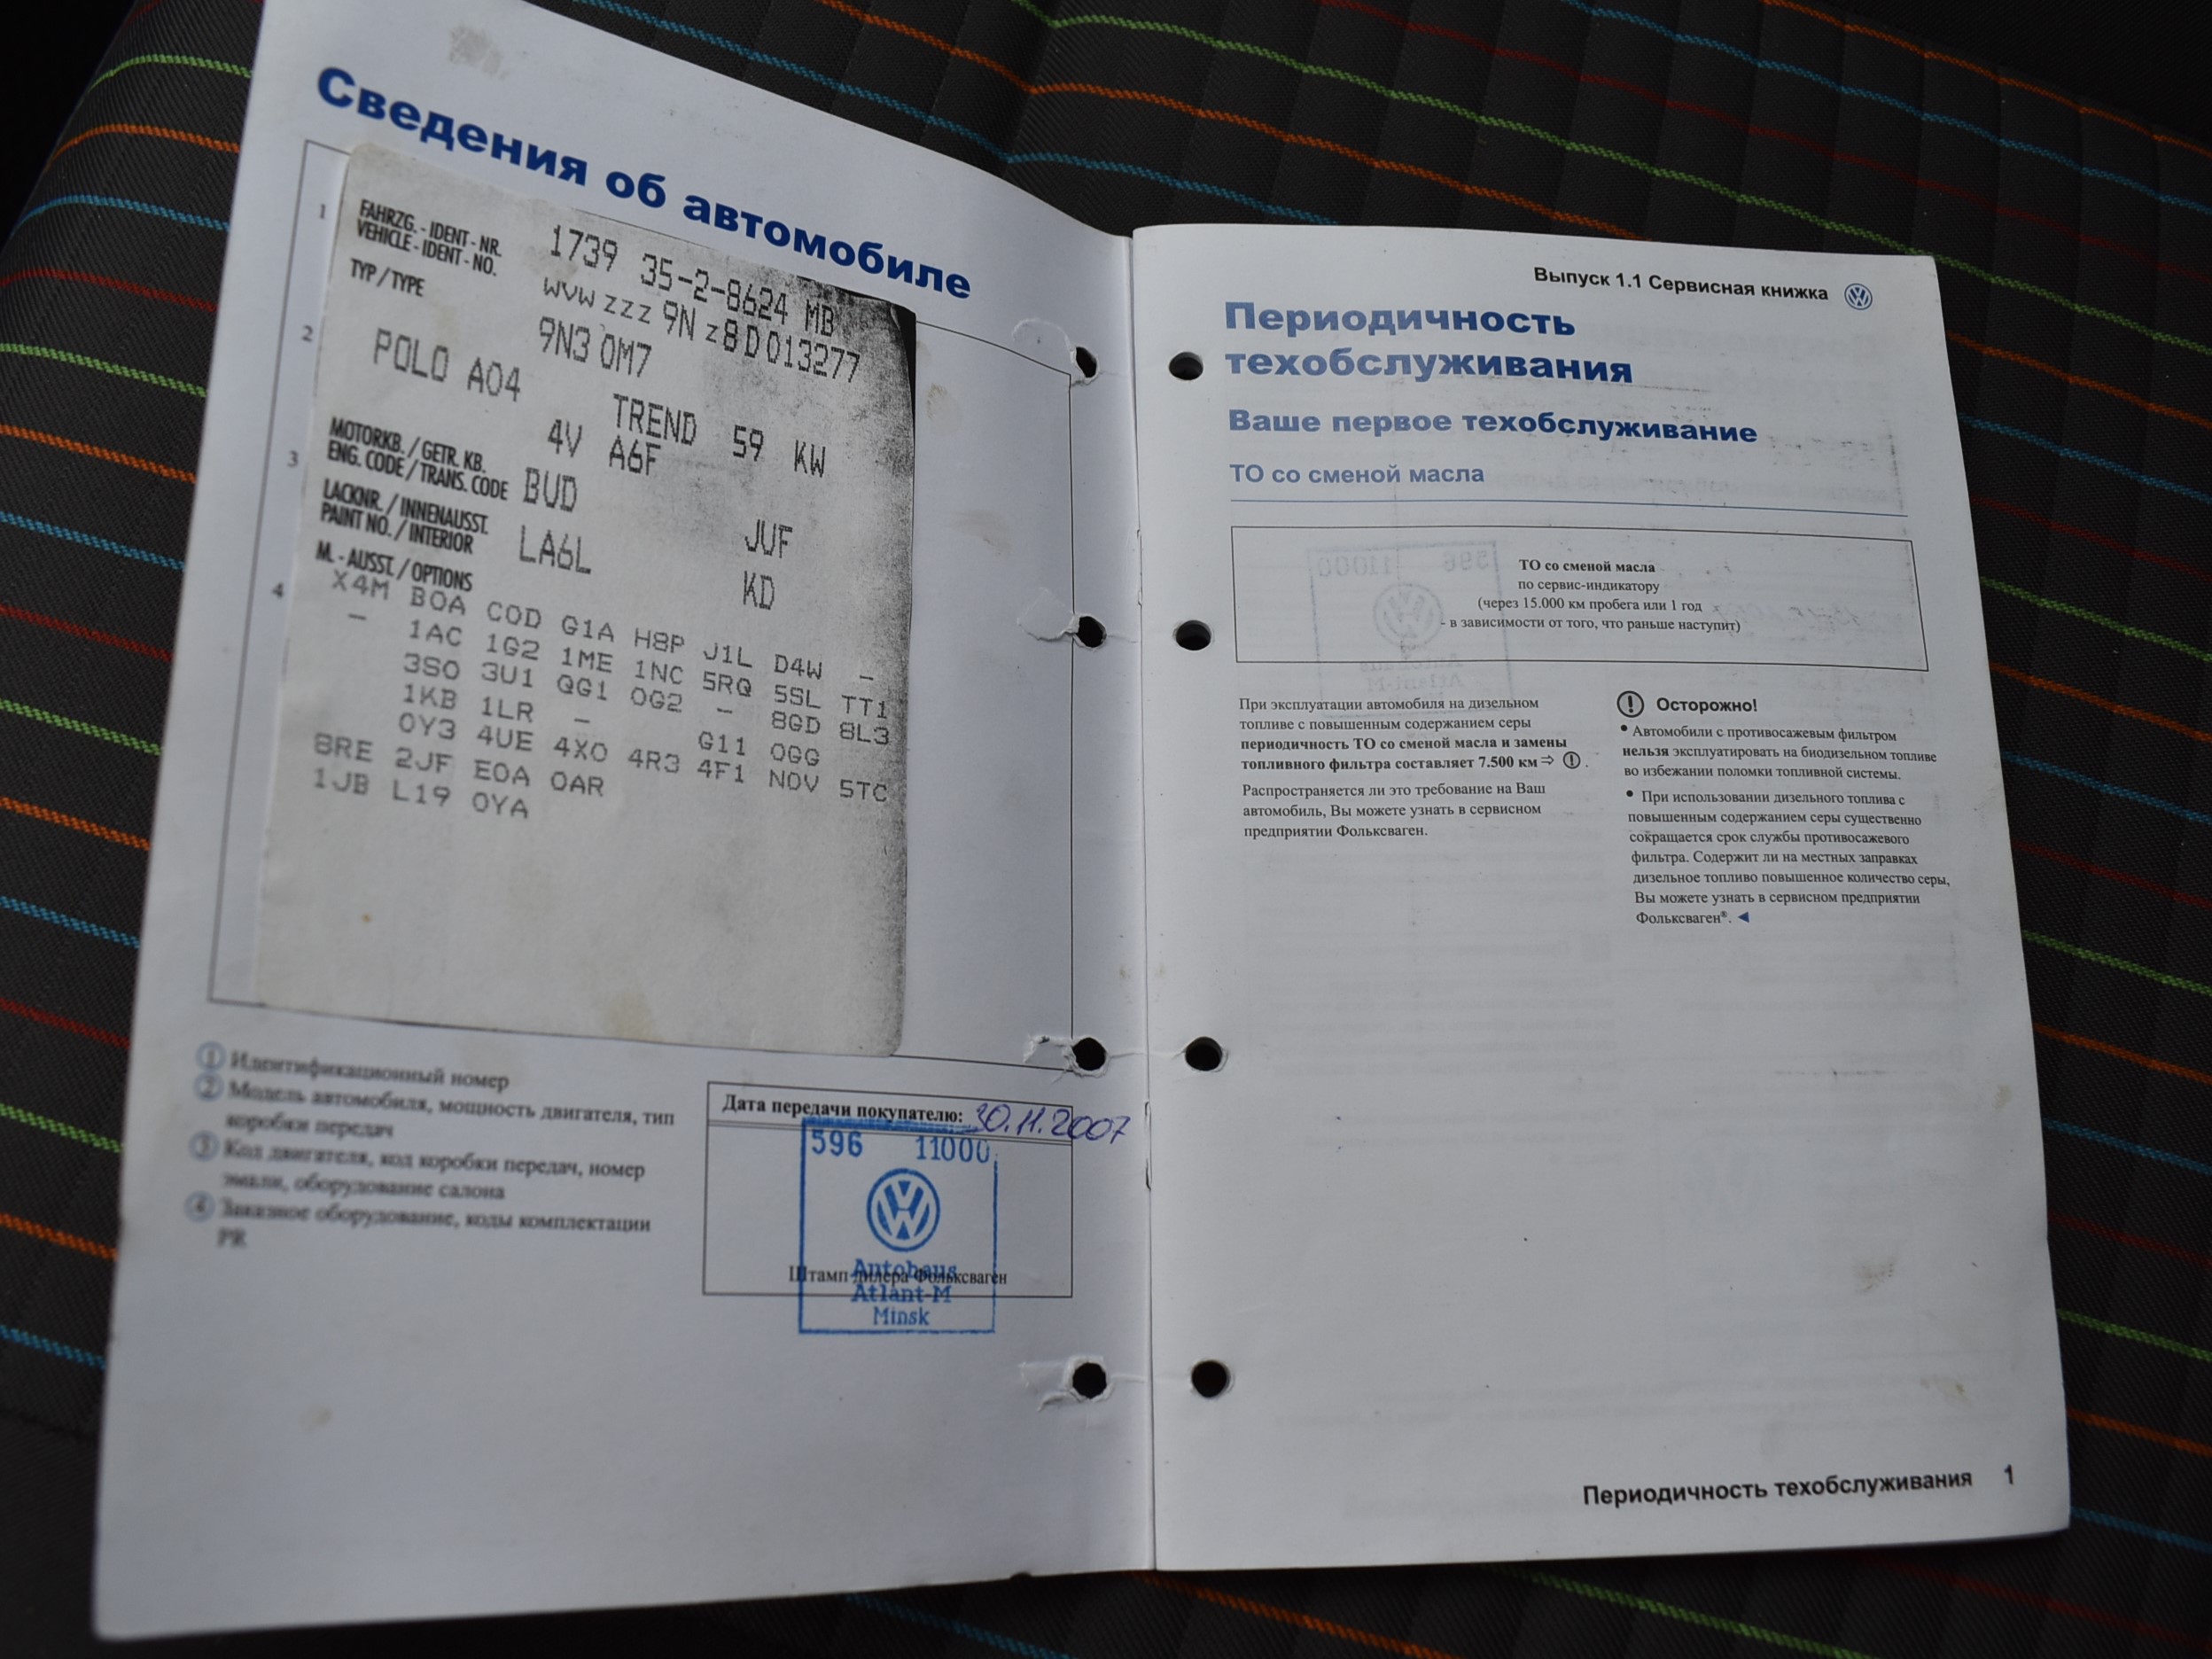 Сведения об автомобиле
1
FAHRZG. - IDENT - NR.
VEHICLE - IDENT - NO.
1739 35-2-8624 MB
WVWZZZ9NZ8D013277
TYP / TYPE
9N30M7
2
POLO A04
TREND 59 KW
4V A6F
MOTORKB. / GETR. KB.
ENG. CODE / TRANS. CODE
BUD JUF
3
LACKNR. / INNENAUSST.
PAINT NO. / INTERIOR
LA6L KD
M. - AUSST. / OPTIONS
4
X4M B0A C0D G1A H8P J1L D4W -
- 1AC 1G2 1ME 1NC 5RQ 5SL TT1
3S0 3U1 QG1 0G2 - 8GD 8L3
1KB 1LR - G11 0GG
0Y3 4UE 4X0 4R3 4F1 N0V 5TC
8RE 2JF E0A 0AR
1JB L19 0YA
1 Идентификационный номер
2 Модель автомобиля, мощность двигателя, тип
коробки передач
3 Код двигателя, код коробки передач, номер
эмали, оборудование салона
4 Заказное оборудование, коды комплектации
PR
Дата передачи покупателю: 30.11.2007
596 11000
Autohaus
Atlant-M
Minsk
Штамп дилера Фольксваген
Выпуск 1.1 Сервисная книжка
Периодичность
техобслуживания
Ваше первое техобслуживание
ТО со сменой масла
ТО со сменой масла
по сервис-индикатору
(через 15.000 км пробега или 1 год
- в зависимости от того, что раньше наступит)
При эксплуатации автомобиля на дизельном
топливе с повышенным содержанием серы
периодичность ТО со сменой масла и замены
топливного фильтра составляет 7.500 км ⇒ ! .
Распространяется ли это требование на Ваш
автомобиль, Вы можете узнать в сервисном
предприятии Фольксваген.
! Осторожно!
• Автомобили с противосажевым фильтром
нельзя эксплуатировать на биодизельном топливе
во избежании поломки топливной системы.
• При использовании дизельного топлива с
повышенным содержанием серы существенно
сокращается срок службы противосажевого
фильтра. Содержит ли на местных заправках
дизельное топливо повышенное количество серы,
Вы можете узнать в сервисном предприятии
Фольксваген®. ◄
Периодичность техобслуживания 1